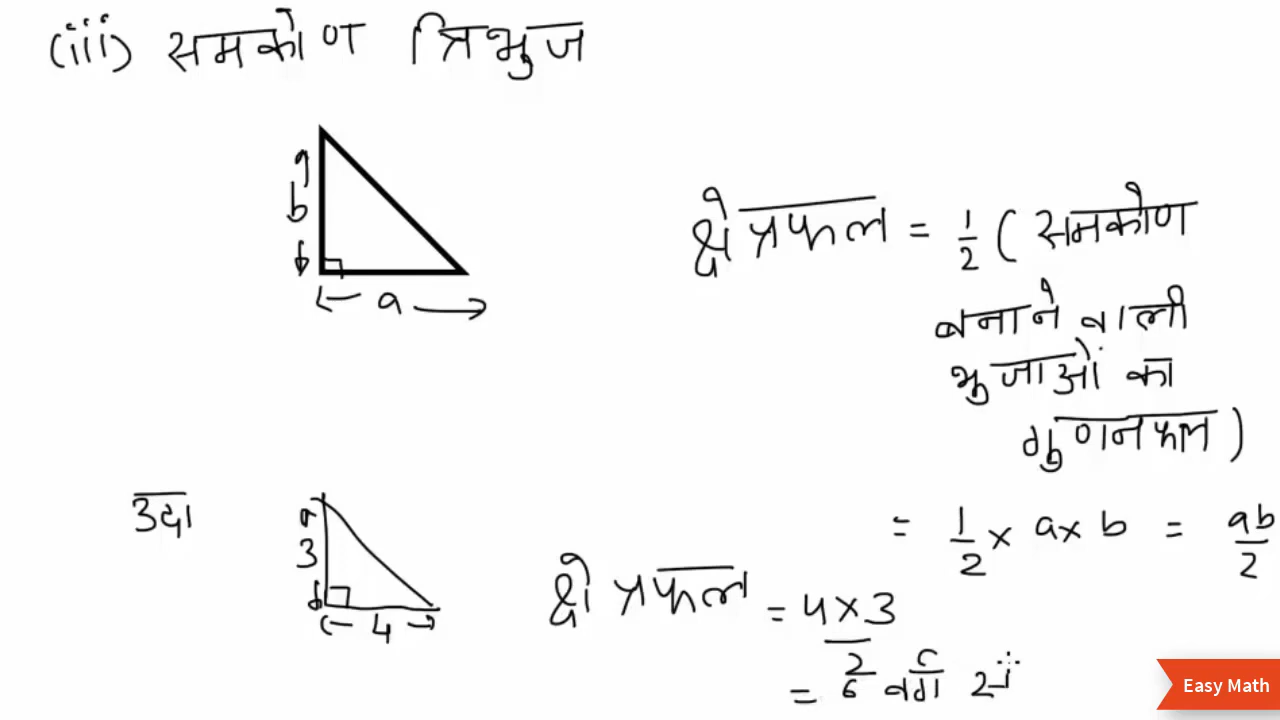 (iii) समकोण त्रिभुज
b
a
क्षेत्रफल = 1/2 ( समकोण
बनाने वाली
भुजाओं का
गुणनफल )
= 1/2 × a × b = ab/2
उदा
3
4
क्षेत्रफल = 4×3/2
= 6 वर्ग
Easy Math